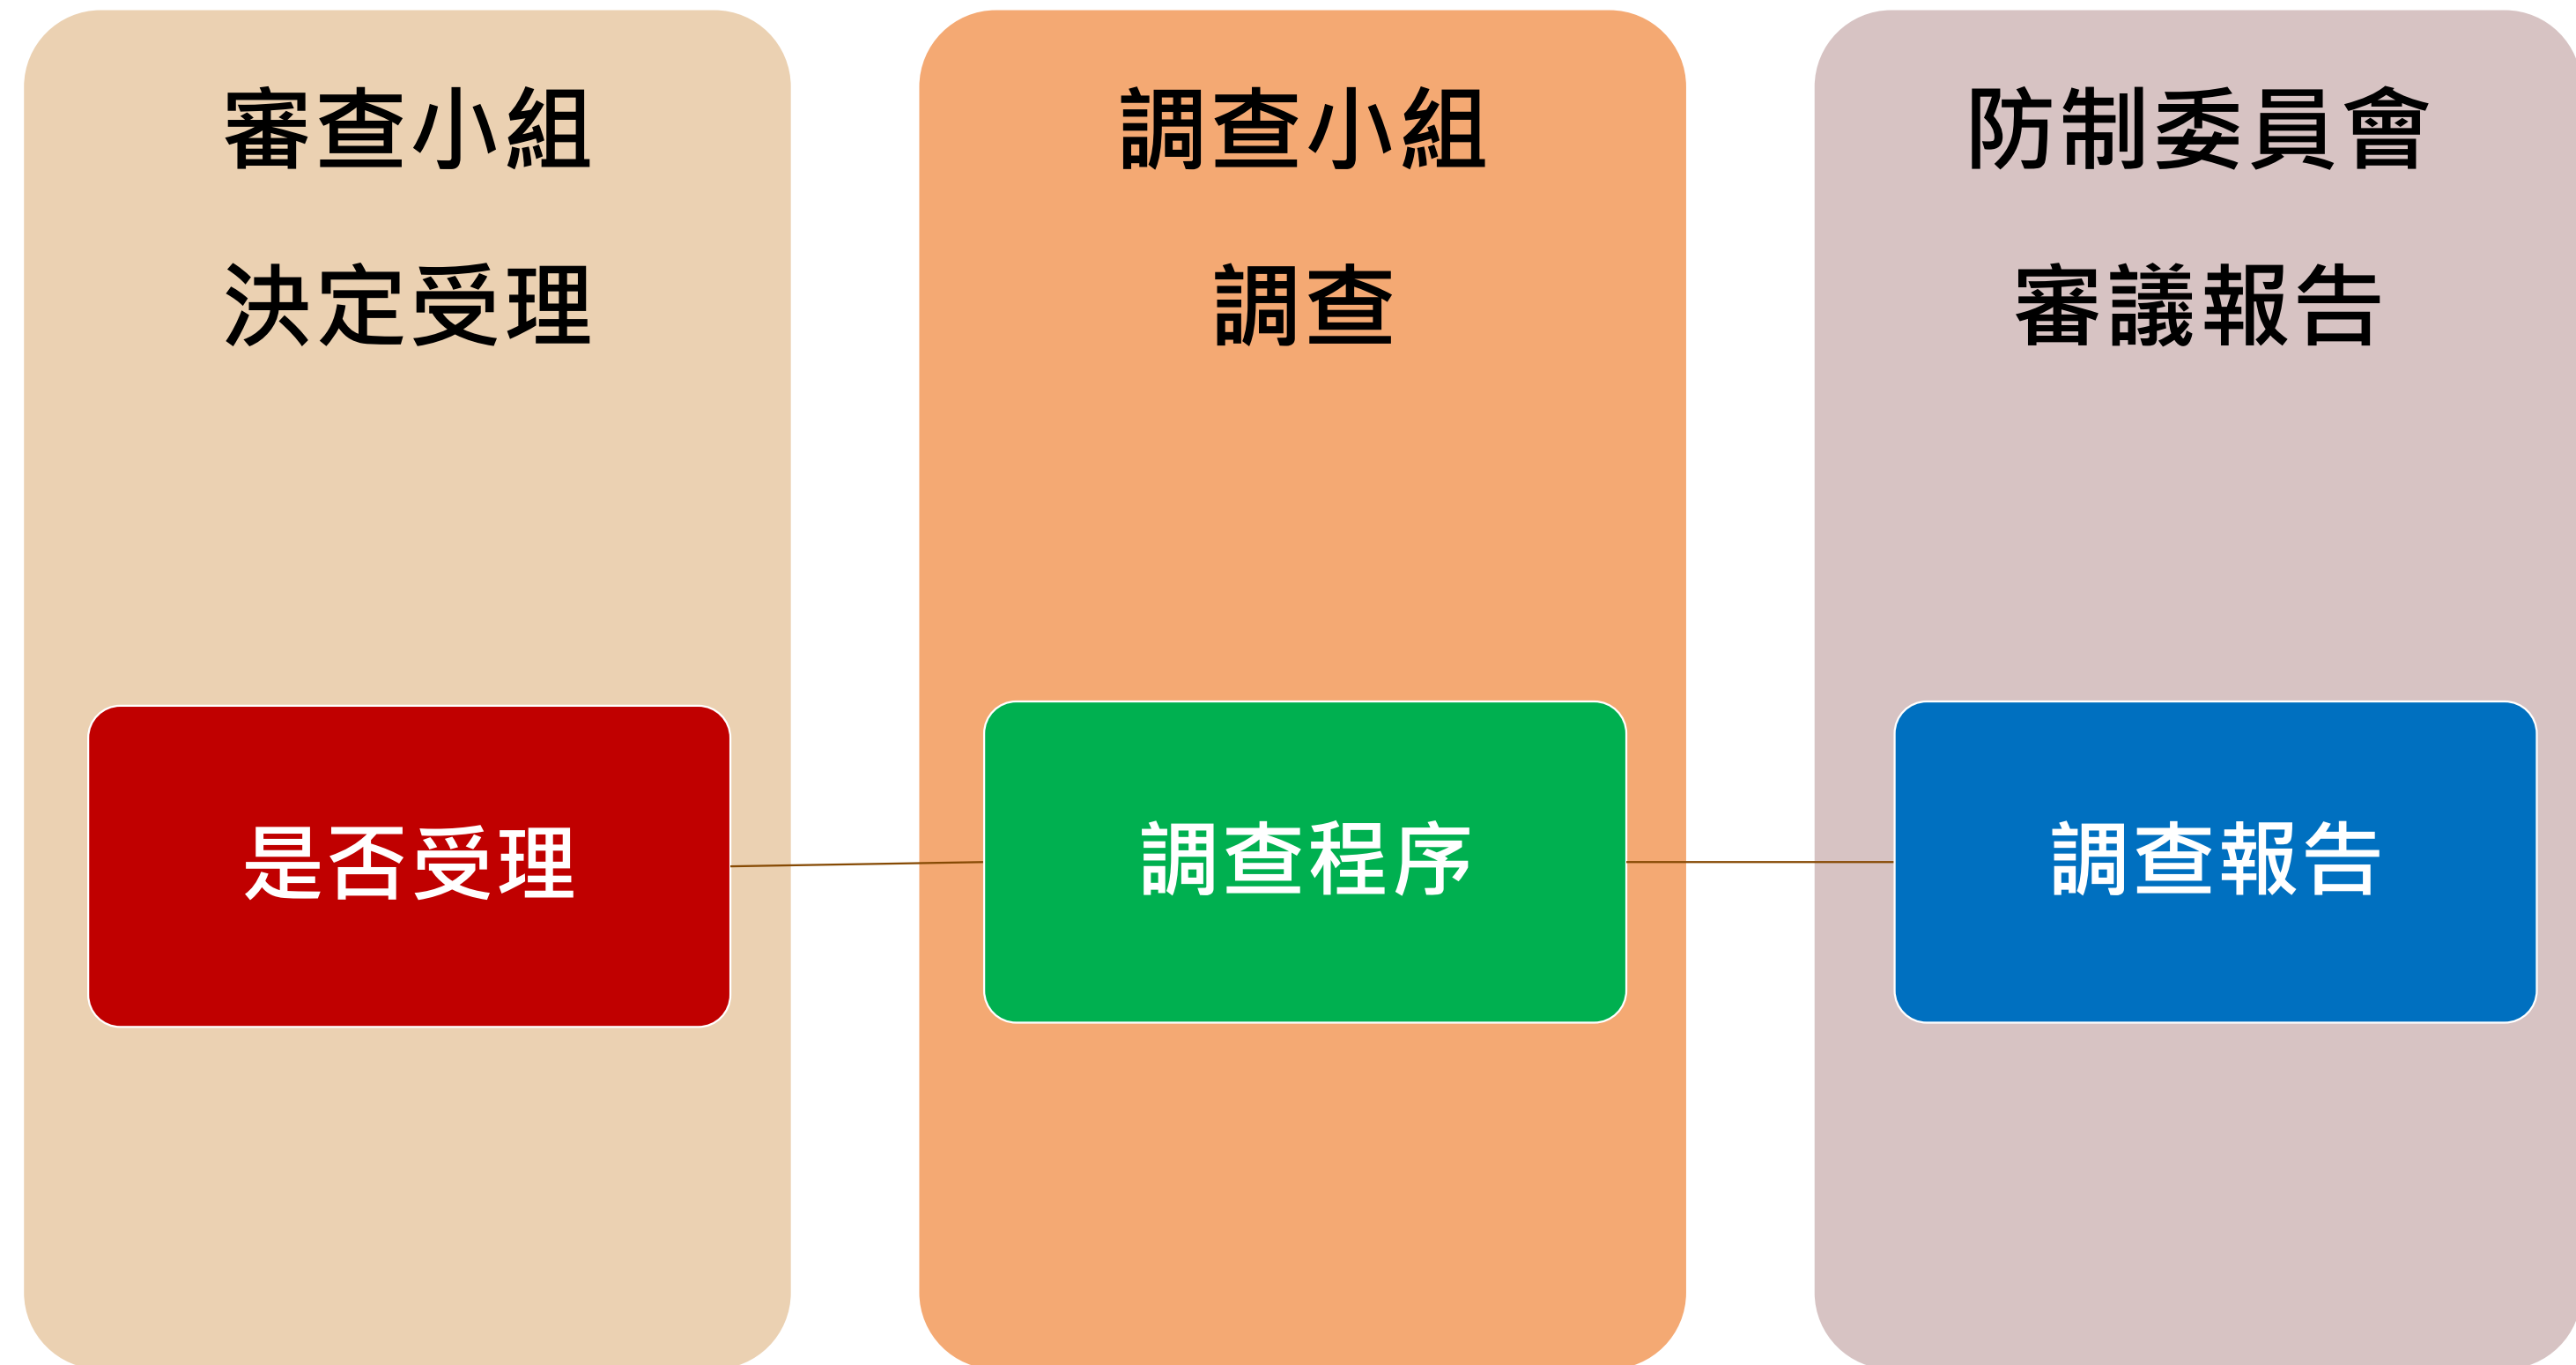 審查小組
決定受理
是否受理
調查小組
調查
調查程序
防制委員會
審議報告
調查報告